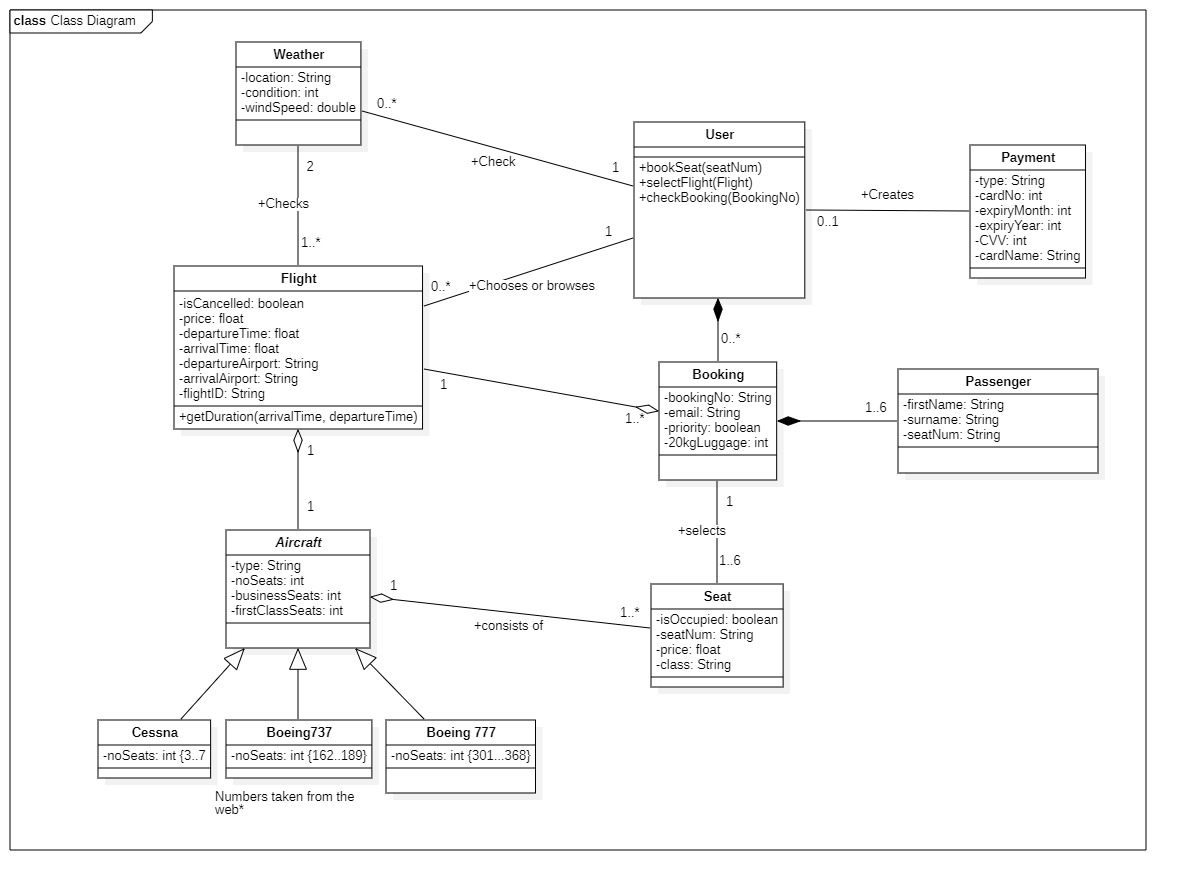 class Class Diagram
Weather
-location: String
-condition: int
-windSpeed: double
0..*
+Check
1
2
+Checks
1..*
User
+bookSeat(seatNum)
+selectFlight(Flight)
+checkBooking(BookingNo)
+Creates
0..1
Payment
-type: String
-cardNo: int
-expiryMonth: int
-expiryYear: int
-CVV: int
-cardName: String
1
0..*
+Chooses or browses
Flight
-isCancelled: boolean
-price: float
-departureTime: float
-arrivalTime: float
-departureAirport: String
-arrivalAirport: String
-flightID: String
+getDuration(arrivalTime, departureTime)
0..*
1
1..*
Booking
-bookingNo: String
-email: String
-priority: boolean
-20kgLuggage: int
1..6
Passenger
-firstName: String
-surname: String
-seatNum: String
1
1
1
+selects
1..6
Aircraft
-type: String
-noSeats: int
-businessSeats: int
-firstClassSeats: int
1
+consists of
1..*
Seat
-isOccupied: boolean
-seatNum: String
-price: float
-class: String
Cessna
-noSeats: int {3..7
Boeing737
-noSeats: int {162..189}
Boeing 777
-noSeats: int {301...368}
Numbers taken from the
web*